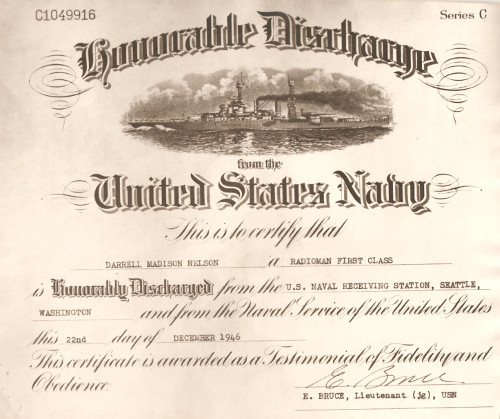 C1049916 Series C
Honorable Discharge
from the
United States Navy
This is to certify that
DARRELL MADISON NELSON a RADIOMAN FIRST CLASS
is Honorably Discharged from the U.S. NAVAL RECEIVING STATION, SEATTLE,
WASHINGTON and from the Naval Service of the United States
this 22nd day of DECEMBER 1946
This certificate is awarded as a Testimonial of Fidelity and
Obedience.
E. Bruce
E. BRUCE, Lieutenant (jg), USN